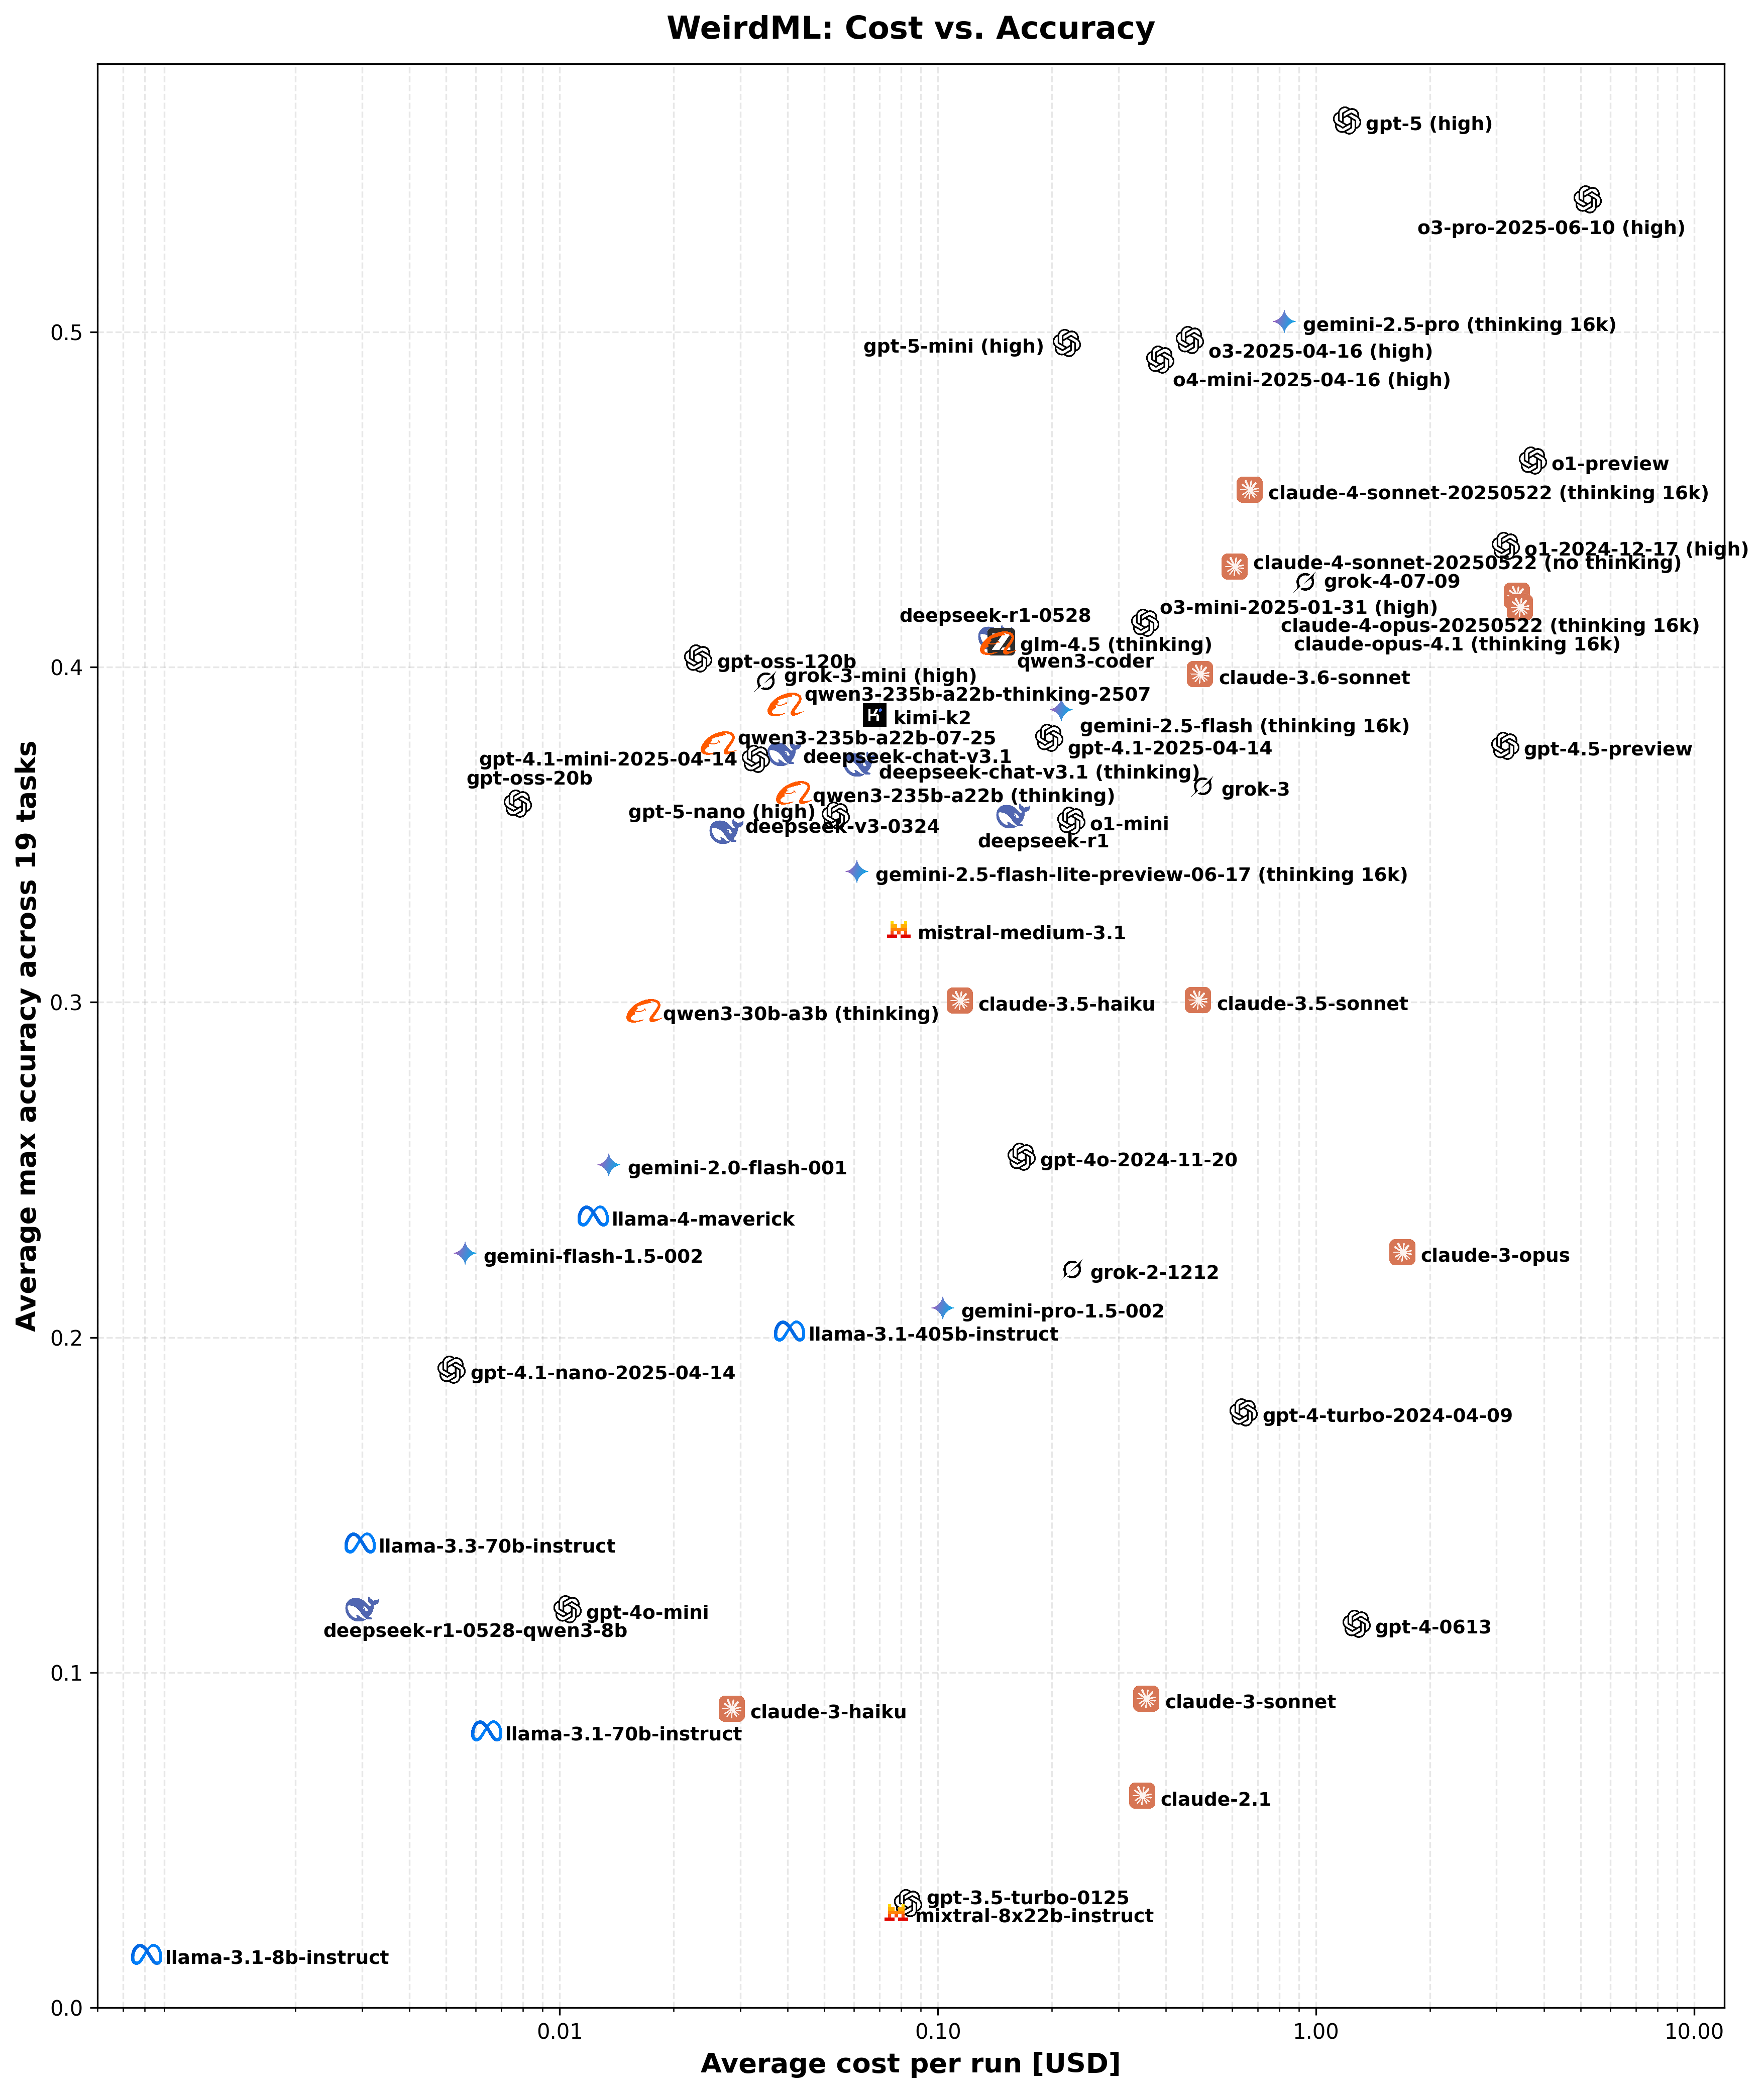 WeirdML: Cost vs. Accuracy
gpt-5 (high)
o3-pro-2025-06-10 (high)
0.5
gemini-2.5-pro (thinking 16k)
gpt-5-mini (high)
o3-2025-04-16 (high)
o4-mini-2025-04-16 (high)
o1-preview
claude-4-sonnet-20250522 (thinking 16k)
o1-2024-12-17 (high)
claude-4-sonnet-20250522 (no thinking)
grok-4-07-09
o3-mini-2025-01-31 (high)
deepseek-r1-0528
claude-4-opus-20250522 (thinking 16k)
glm-4.5 (thinking)
claude-opus-4.1 (thinking 16k)
0.4
gpt-oss-120b
qwen3-coder
grok-3-mini (high)
claude-3.6-sonnet
qwen3-235b-a22b-thinking-2507
kimi-k2
gemini-2.5-flash (thinking 16k)
qwen3-235b-a22b-07-25
gpt-4.1-2025-04-14
gpt-4.5-preview
gpt-4.1-mini-2025-04-14
deepseek-chat-v3.1
deepseek-chat-v3.1 (thinking)
gpt-oss-20b
grok-3
qwen3-235b-a22b (thinking)
gpt-5-nano (high)
deepseek-v3-0324
o1-mini
deepseek-r1
gemini-2.5-flash-lite-preview-06-17 (thinking 16k)
mistral-medium-3.1
0.3
claude-3.5-haiku
claude-3.5-sonnet
qwen3-30b-a3b (thinking)
Average max accuracy across 19 tasks
gpt-4o-2024-11-20
gemini-2.0-flash-001
llama-4-maverick
gemini-flash-1.5-002
claude-3-opus
grok-2-1212
gemini-pro-1.5-002
0.2
llama-3.1-405b-instruct
gpt-4.1-nano-2025-04-14
gpt-4-turbo-2024-04-09
llama-3.3-70b-instruct
gpt-4o-mini
deepseek-r1-0528-qwen3-8b
gpt-4-0613
0.1
claude-3-sonnet
claude-3-haiku
llama-3.1-70b-instruct
claude-2.1
gpt-3.5-turbo-0125
mixtral-8x22b-instruct
llama-3.1-8b-instruct
0.0
0.01
0.10
1.00
10.00
Average cost per run [USD]